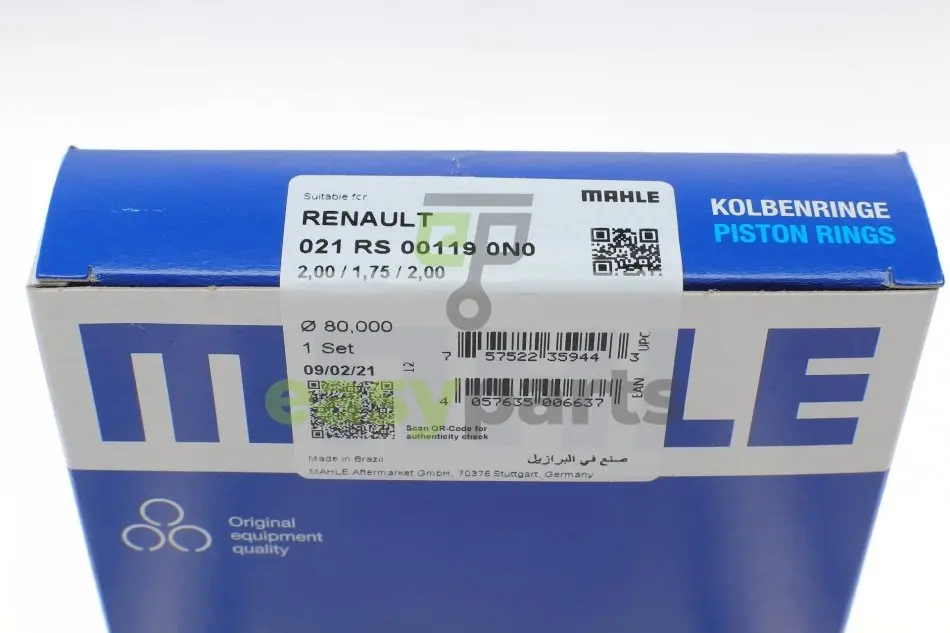 Suitable for
MAHLE
RENAULT
021 RS 00119 0N0
2,00 / 1,75 / 2,00
KOLBENRINGE
PISTON RINGS
MAHLE
Ø 80,000
1 Set
09/02/21
12
7 57522 35944 3 UPC
4 057635 006637 EAN
easyparts
Scan QR-Code for
authenticity check
Made in Brazil
صنع في البرازيل
MAHLE Aftermarket GmbH, 70376 Stuttgart, Germany
Original
equipment
quality